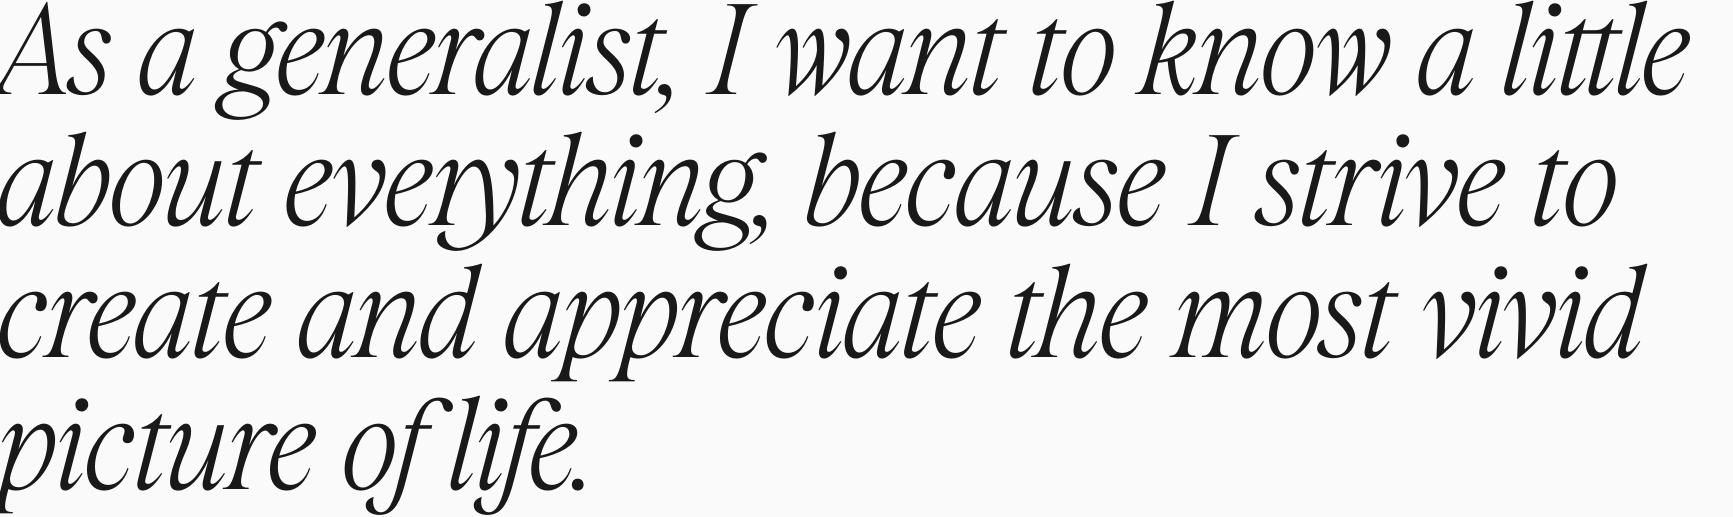 As a generalist, I want to know a little
about everything, because I strive to
create and appreciate the most vivid
picture of life.